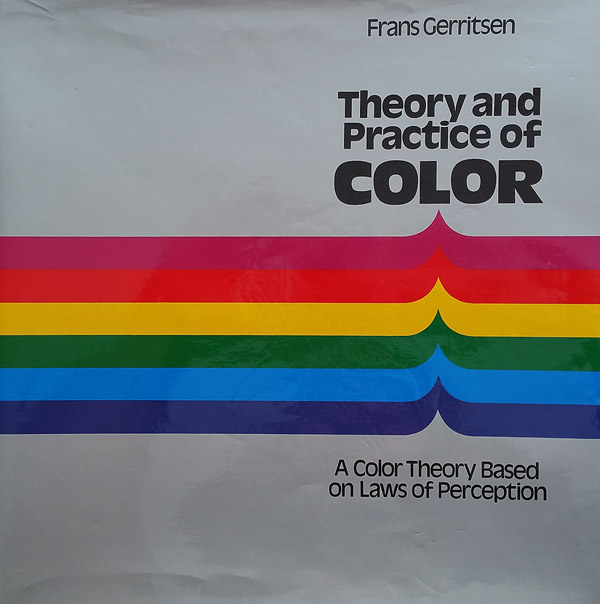 Frans Gerritsen
Theory and
Practice of
COLOR
A Color Theory Based
on Laws of Perception